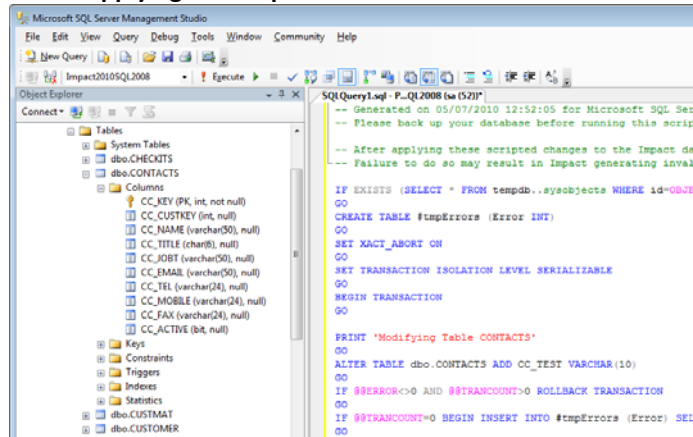 Microsoft SQL Server Management Studio
File Edit View Query Debug Tools Window Community Help
New Query
Impact2010SQL2008 Execute
Object Explorer
SQLQuery1.sql - P...QL2008 (sa (52))*
Connect
Tables
System Tables
dbo.CHECKITS
dbo.CONTACTS
Columns
CC_KEY (PK, int, not null)
CC_CUSTKEY (int, null)
CC_NAME (varchar(30), null)
CC_TITLE (char(6), null)
CC_JOBT (varchar(50), null)
CC_EMAIL (varchar(50), null)
CC_TEL (varchar(24), null)
CC_MOBILE (varchar(24), null)
CC_FAX (varchar(24), null)
CC_ACTIVE (bit, null)
Keys
Constraints
Triggers
Indexes
Statistics
dbo.CUSTMAT
dbo.CUSTOMER
-- Generated on 05/07/2010 12:52:05 for Microsoft SQL Ser
-- Please back up your database before running this scrip
-- After applying these scripted changes to the Impact da
-- Failure to do so may result in Impact generating inval
IF EXISTS (SELECT * FROM tempdb..sysobjects WHERE id=OBJE
GO
CREATE TABLE #tmpErrors (Error INT)
GO
SET XACT_ABORT ON
GO
SET TRANSACTION ISOLATION LEVEL SERIALIZABLE
GO
BEGIN TRANSACTION
GO
PRINT 'Modifying Table CONTACTS'
GO
ALTER TABLE dbo.CONTACTS ADD CC_TEST VARCHAR(10)
GO
IF @@ERROR<>0 AND @@TRANCOUNT>0 ROLLBACK TRANSACTION
GO
IF @@TRANCOUNT=0 BEGIN INSERT INTO #tmpErrors (Error) SEL
GO